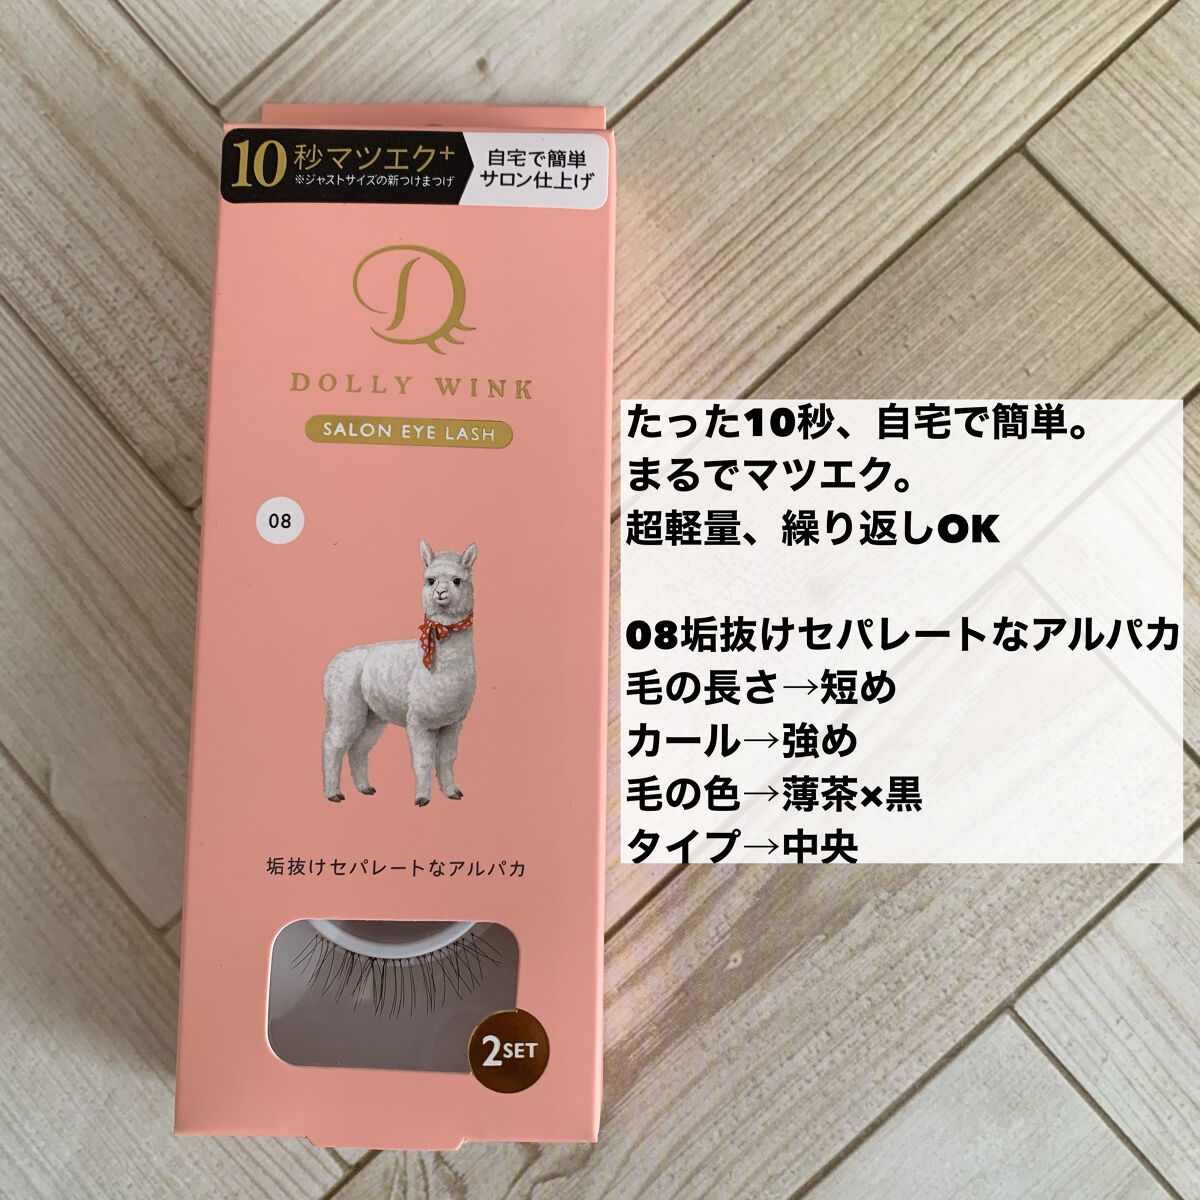 10秒マツエク+
※ジャストサイズの新つけまつげ
自宅で簡単
サロン仕上げ
D
DOLLY WINK
SALON EYE LASH
08
垢抜けセパレートなアルパカ
2SET
たった10秒、自宅で簡単。
まるでマツエク。
超軽量、繰り返しOK
08垢抜けセパレートなアルパカ
毛の長さ→短め
カール→強め
毛の色→薄茶×黒
タイプ→中央